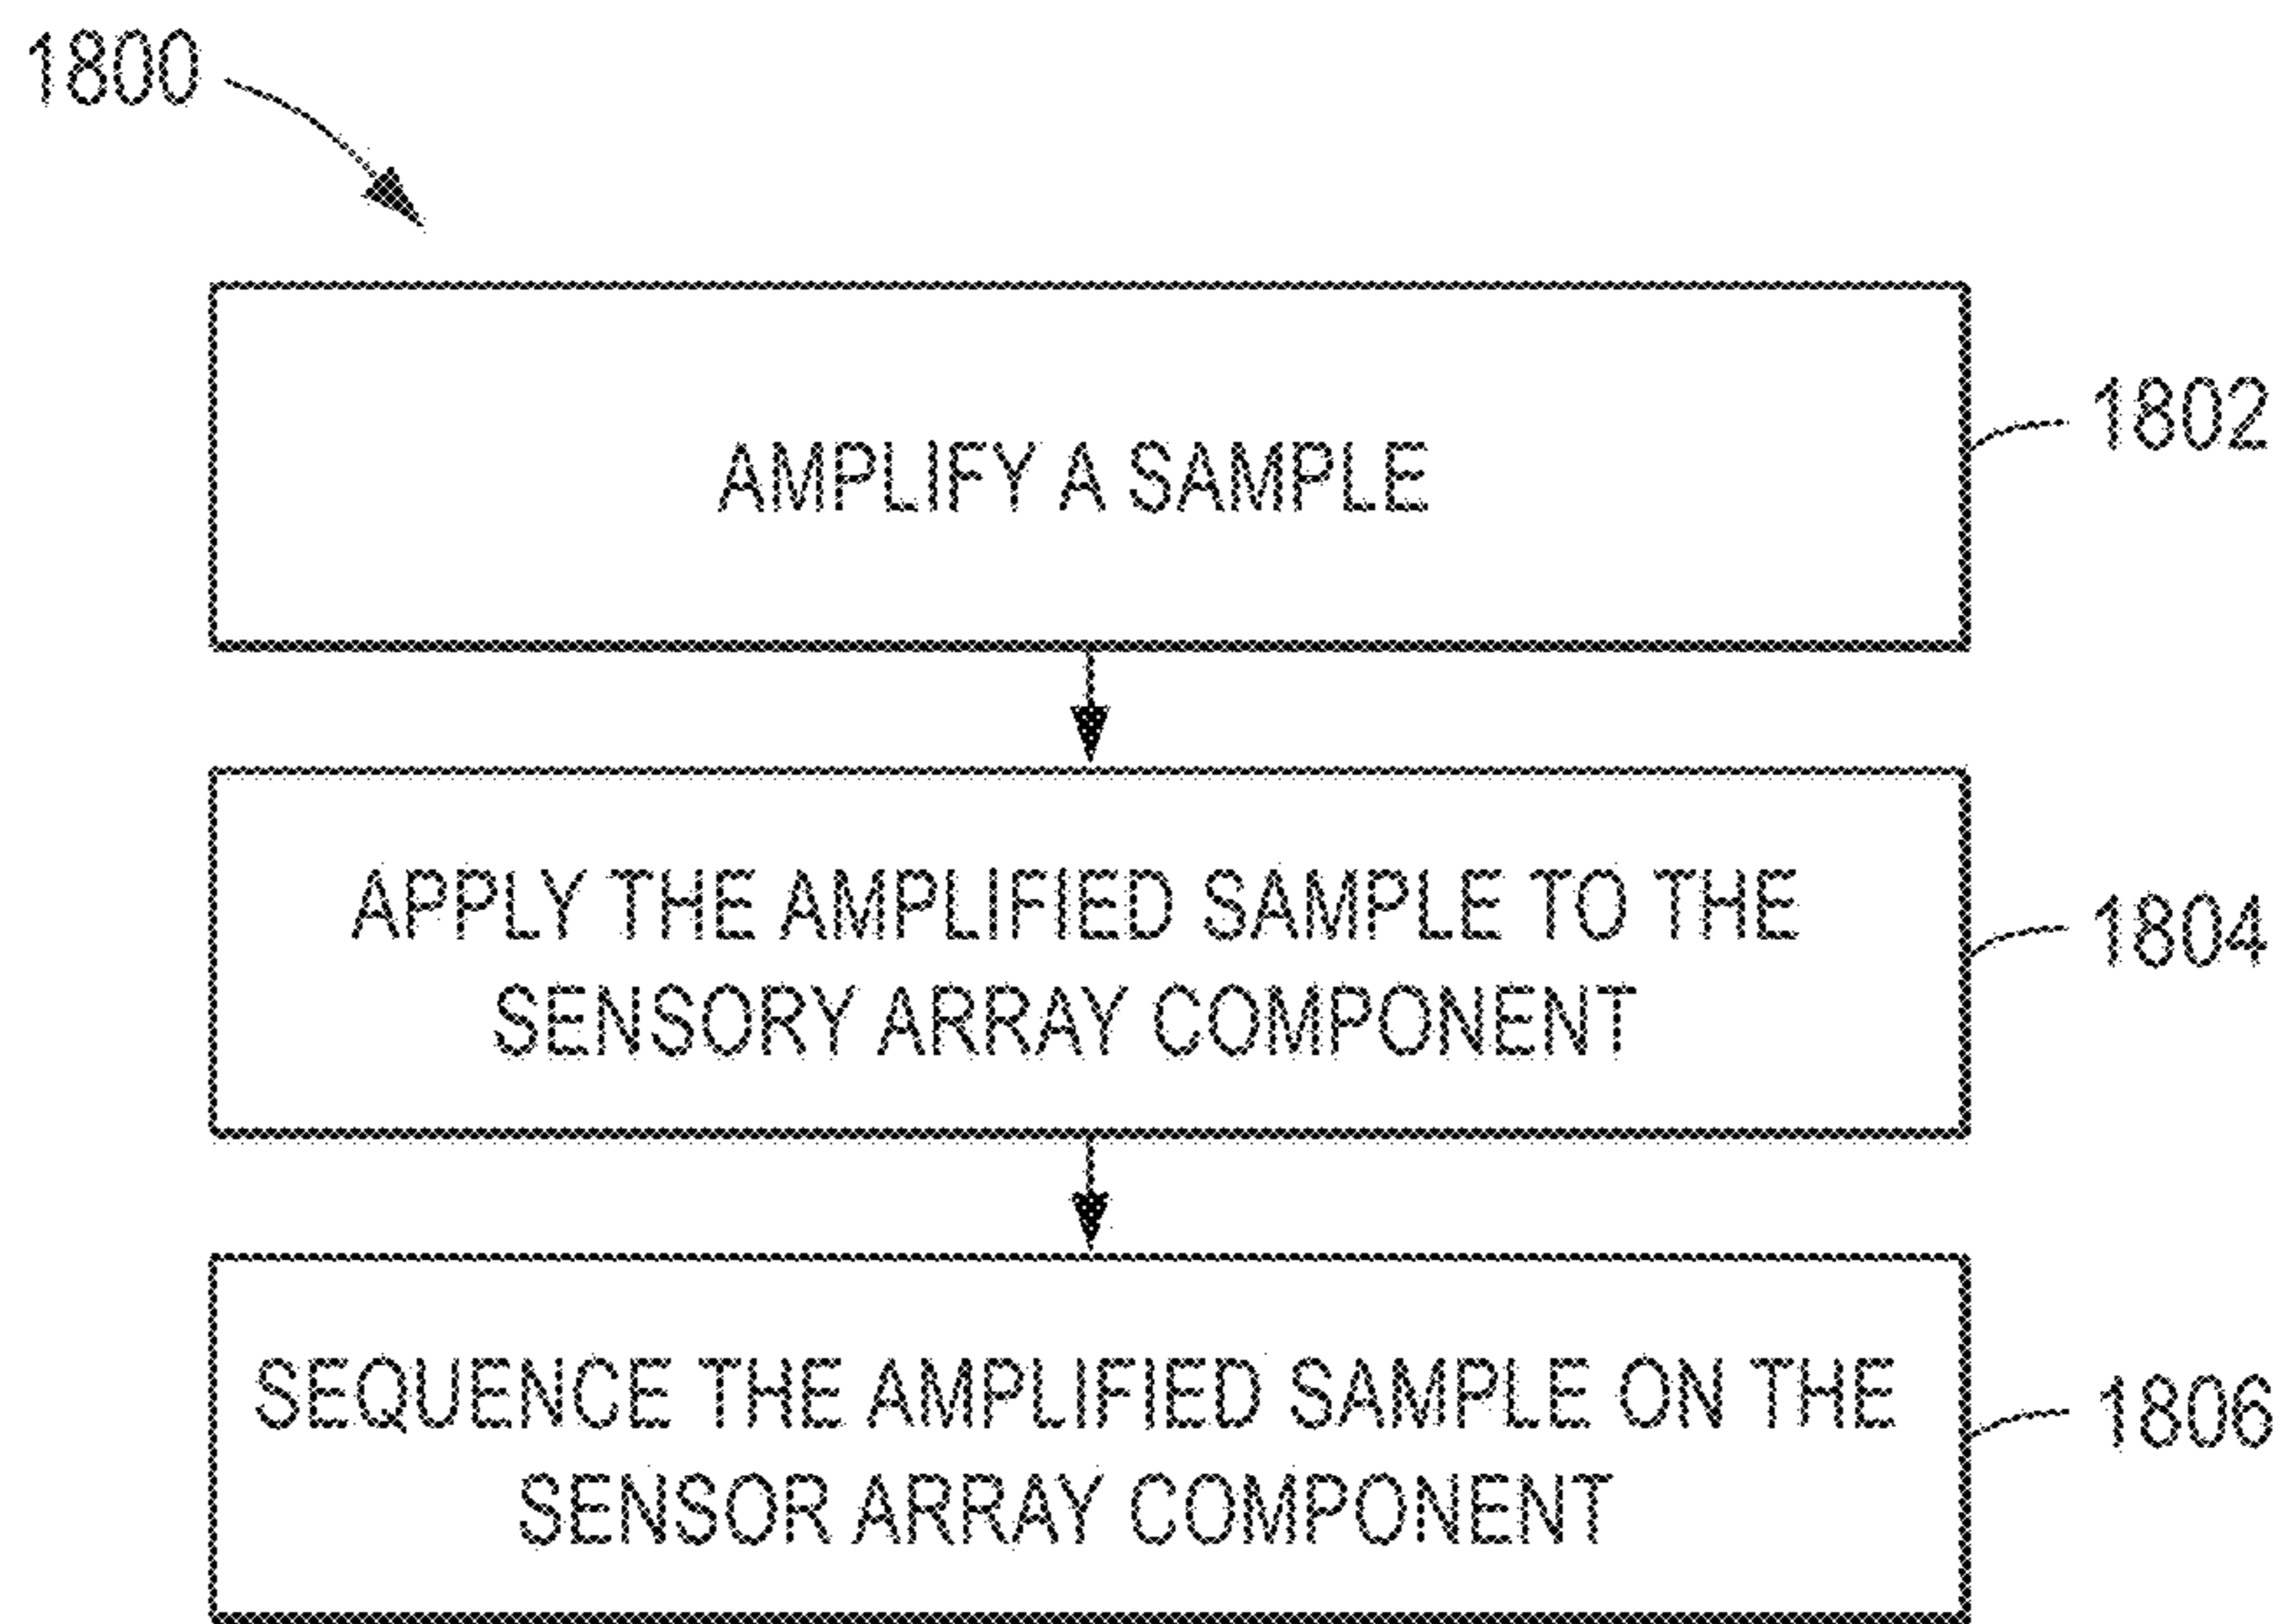 1800
AMPLIFY A SAMPLE
1802
APPLY THE AMPLIFIED SAMPLE TO THE
SENSORY ARRAY COMPONENT
1804
SEQUENCE THE AMPLIFIED SAMPLE ON THE
SENSOR ARRAY COMPONENT
1806